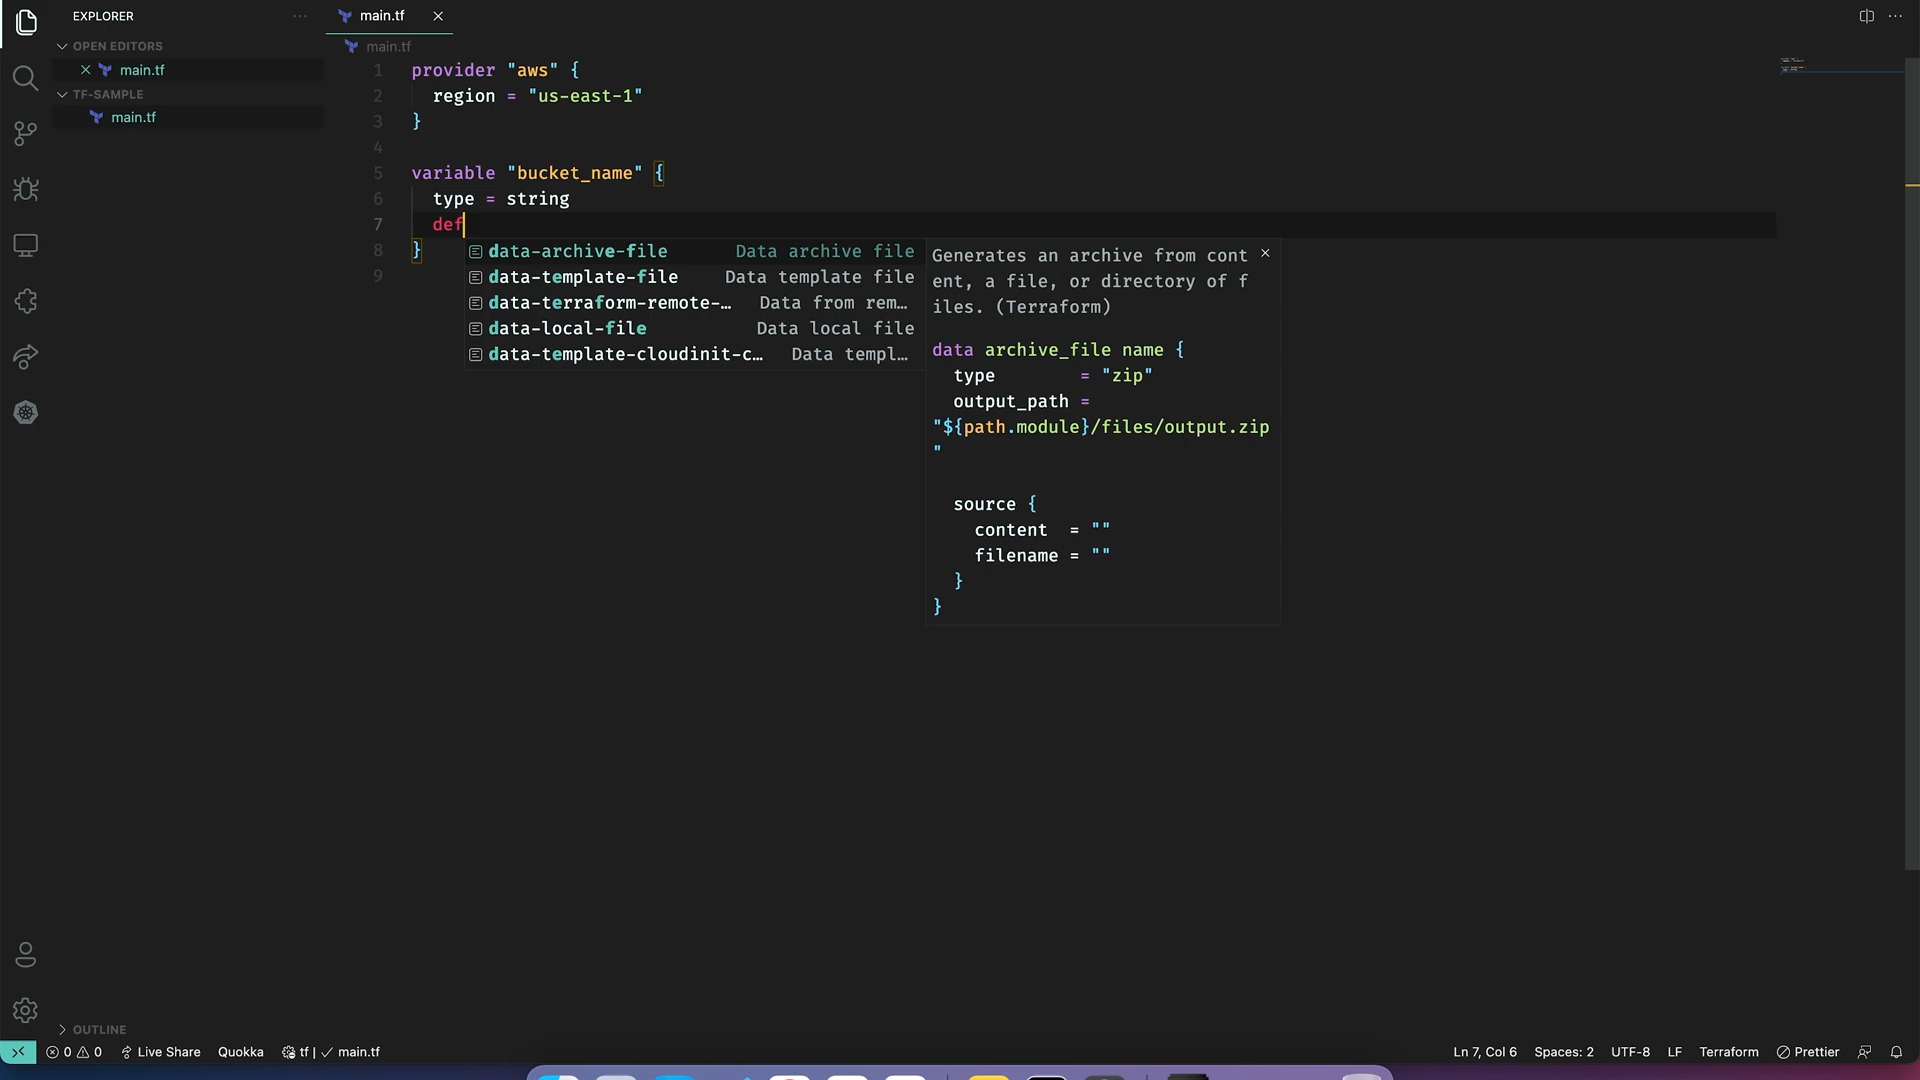 EXPLORER
OPEN EDITORS
main.tf
TF-SAMPLE
main.tf
OUTLINE
main.tf
main.tf
1 provider "aws" {
2   region = "us-east-1"
3 }
4
5 variable "bucket_name" {
6   type = string
7   def
8 }
9
data-archive-file Data archive file
data-template-file Data template file
data-terraform-remote-… Data from rem…
data-local-file Data local file
data-template-cloudinit-c… Data templ…
Generates an archive from cont
ent, a file, or directory of f
iles. (Terraform)
data archive_file name {
  type        = "zip"
  output_path =
"${path.module}/files/output.zip
"
  source {
    content  = ""
    filename = ""
  }
}
0 0 Live Share Quokka tf | ✓ main.tf Ln 7, Col 6 Spaces: 2 UTF-8 LF Terraform Prettier